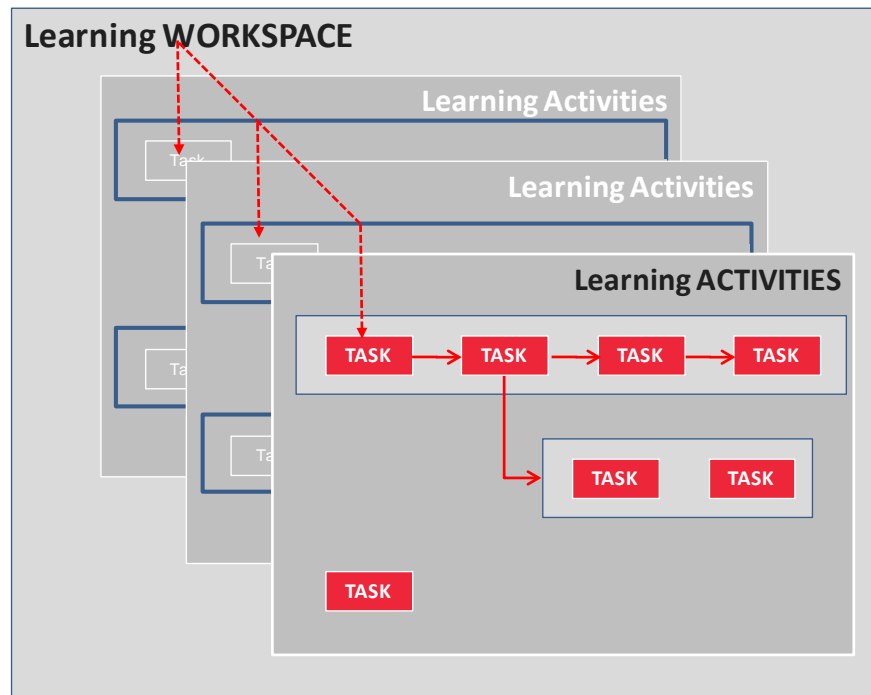 Learning WORKSPACE
Learning Activities
Task
Learning Activities
Learning ACTIVITIES
TASK TASK TASK TASK
TASK TASK
TASK